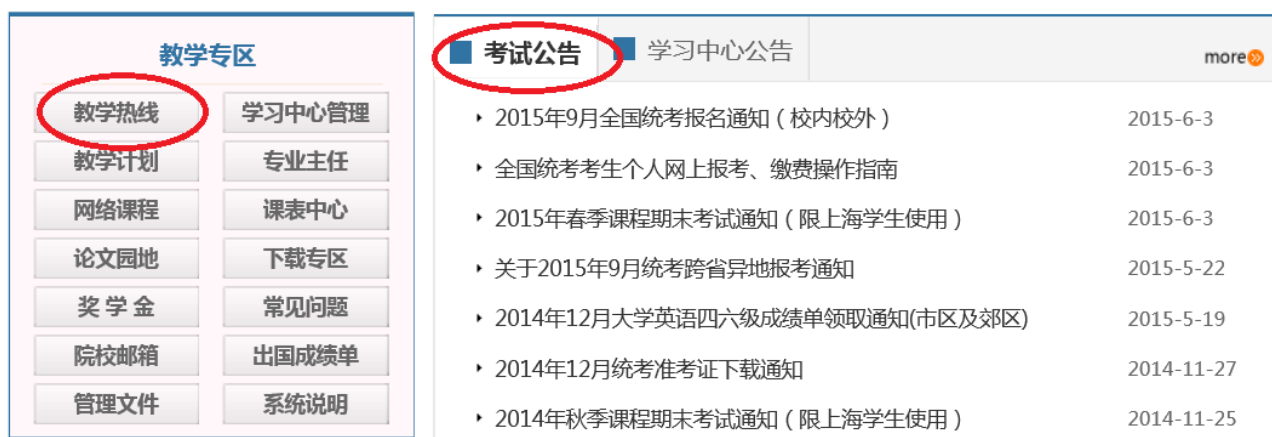 教学专区
教学热线 学习中心管理
教学计划 专业主任
网络课程 课表中心
论文园地 下载专区
奖 学 金 常见问题
院校邮箱 出国成绩单
管理文件 系统说明
考试公告 学习中心公告 more
2015年9月全国统考报名通知（校内校外） 2015-6-3
全国统考考生个人网上报考、缴费操作指南 2015-6-3
2015年春季课程期末考试通知（限上海学生使用） 2015-6-3
关于2015年9月统考跨省异地报考通知 2015-5-22
2014年12月大学英语四六级成绩单领取通知(市区及郊区) 2015-5-19
2014年12月统考准考证下载通知 2014-11-27
2014年秋季课程期末考试通知（限上海学生使用） 2014-11-25